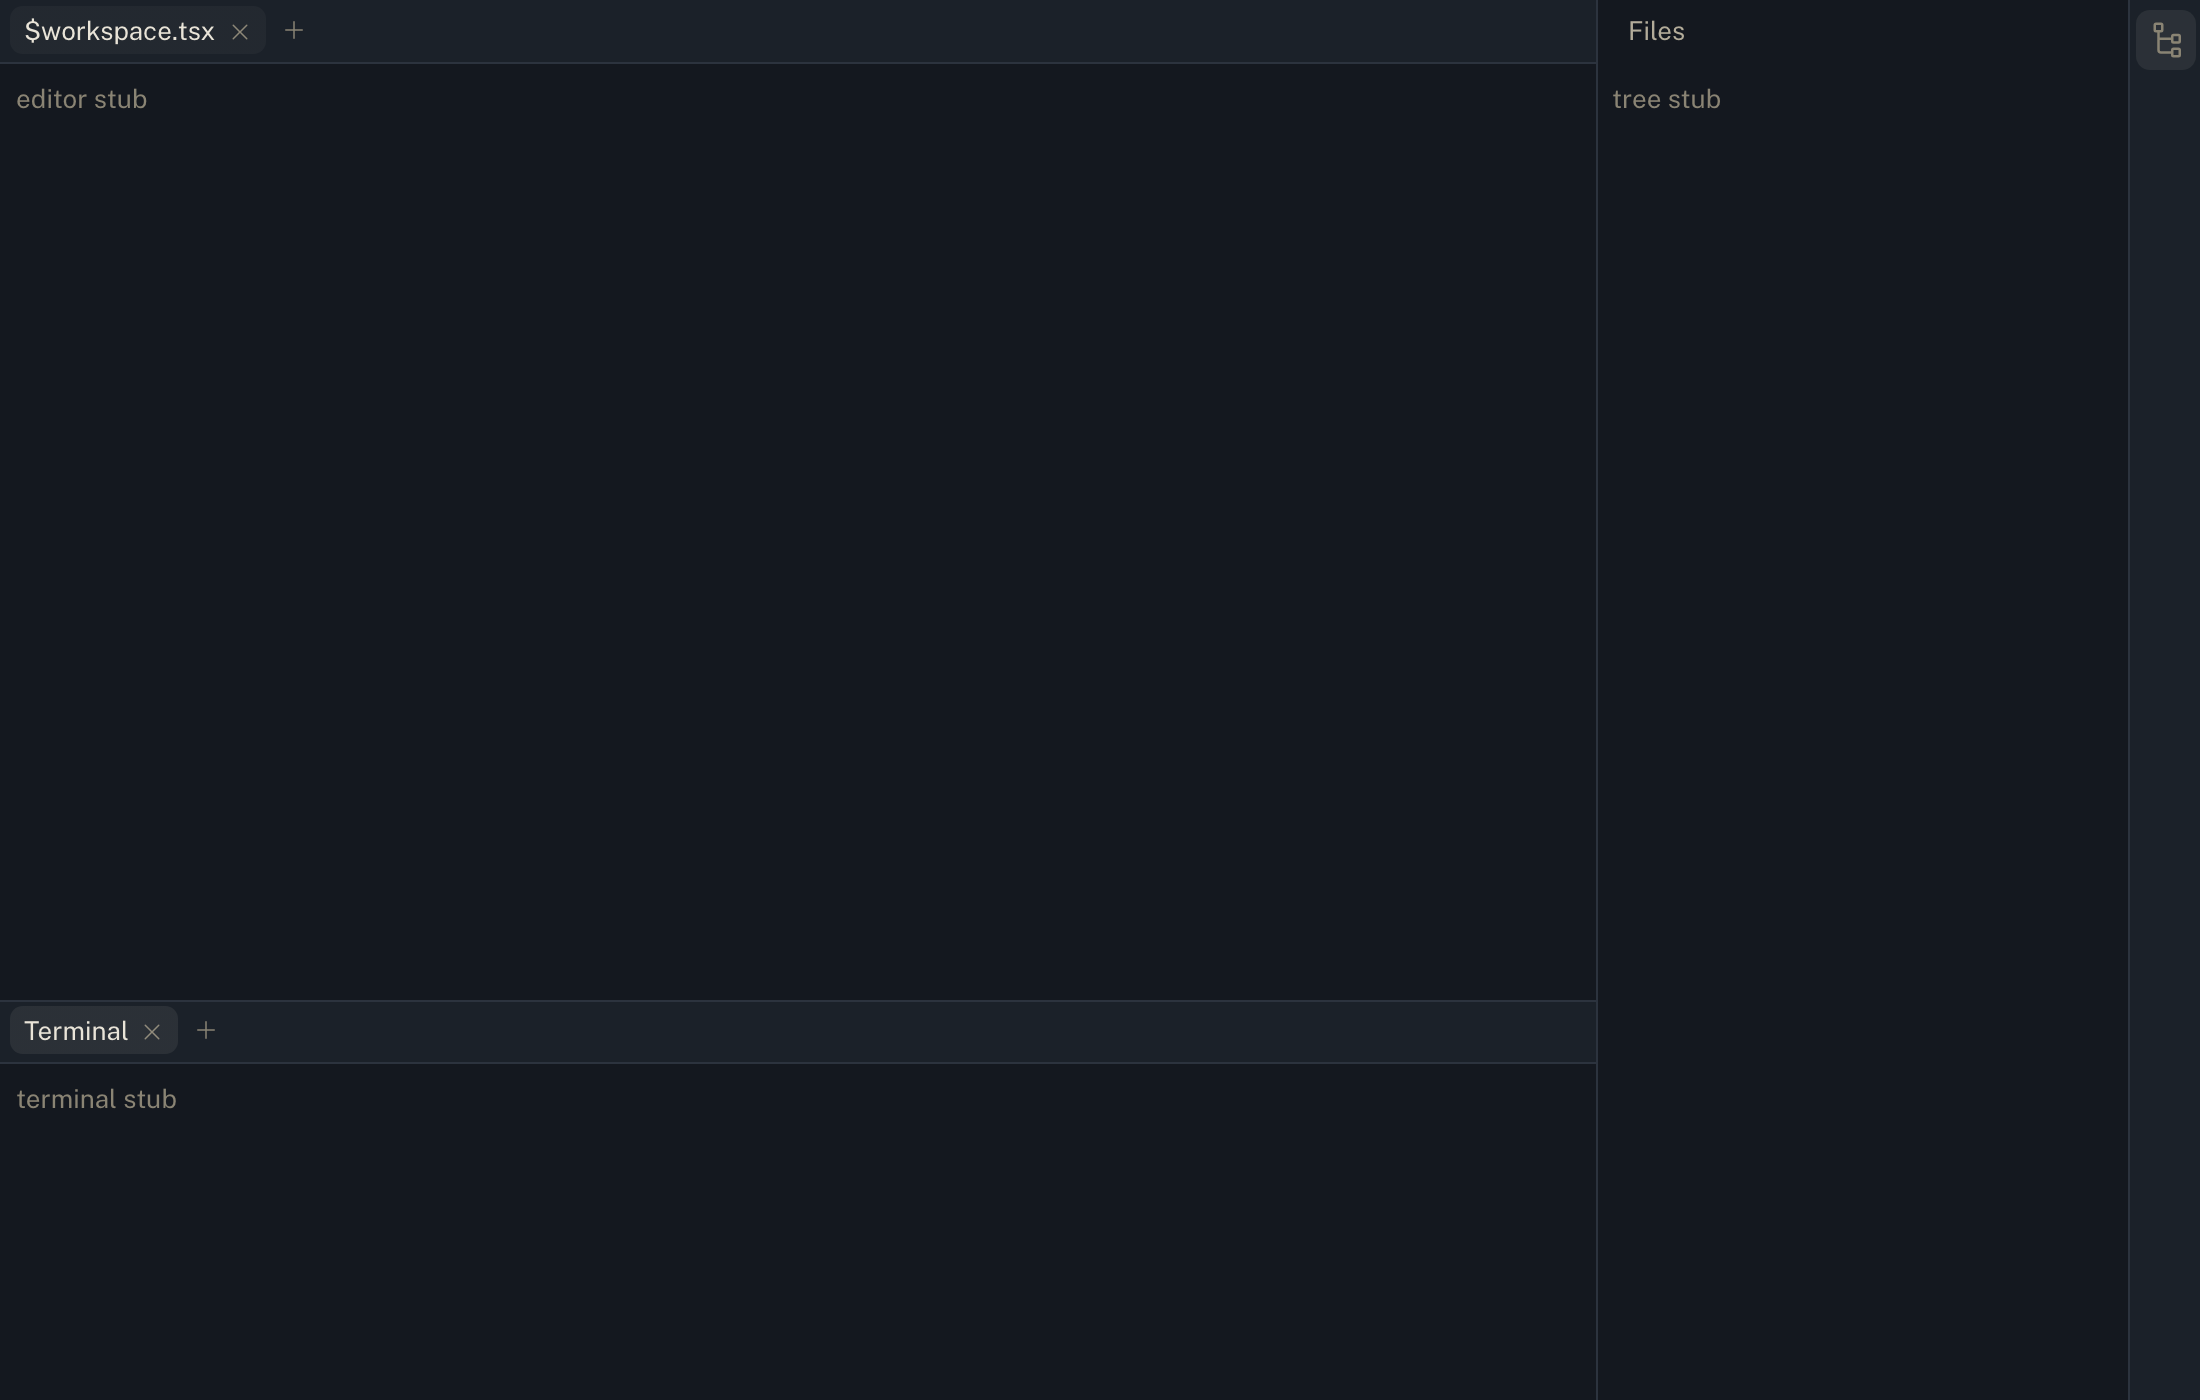 $workspace.tsx
editor stub
Terminal
terminal stub
Files
tree stub